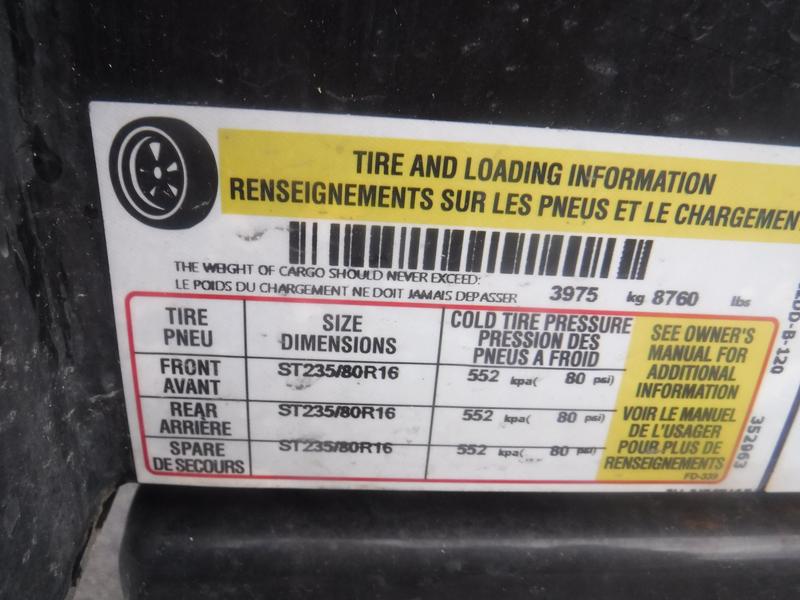 TIRE AND LOADING INFORMATION
RENSEIGNEMENTS SUR LES PNEUS ET LE CHARGEMENT
THE WEIGHT OF CARGO SHOULD NEVER EXCEED:
LE POIDS DU CHARGEMENT NE DOIT JAMAIS DEPASSER 3975 kg 8760 lbs
TIRE
PNEU
SIZE
DIMENSIONS
COLD TIRE PRESSURE
PRESSION DES
PNEUS A FROID
SEE OWNER'S
MANUAL FOR
ADDITIONAL
INFORMATION
FRONT
AVANT
ST235/80R16
552 kpa( 80 psi)
REAR
ARRIÈRE
ST235/80R16
552 kpa( 80 psi)
VOIR LE MANUEL
DE L'USAGER
POUR PLUS DE
RENSEIGNEMENTS
SPARE
DE SECOURS
ST235/80R16
552 kpa( 80 psi)
FD-339
352963